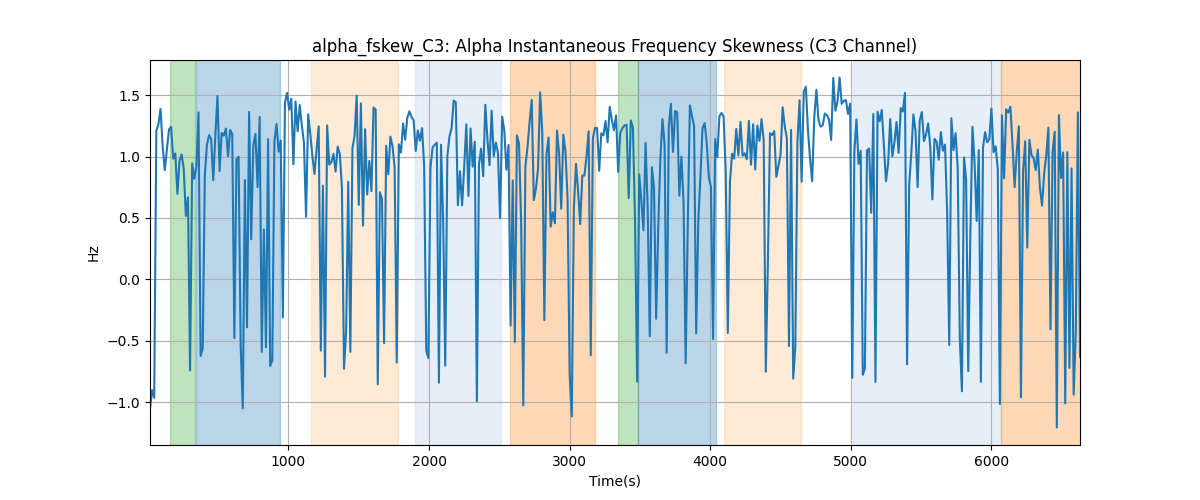 alpha_fskew_C3: Alpha Instantaneous Frequency Skewness (C3 Channel)
1.5
1.0
0.5
0.0
−0.5
−1.0
Hz
1000 2000 3000 4000 5000 6000
Time(s)